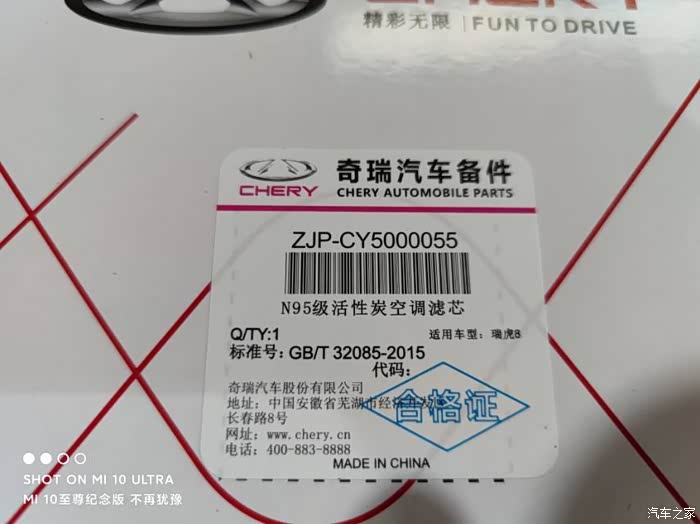 精彩无限 | FUN TO DRIVE
CHERY
奇瑞汽车备件
CHERY AUTOMOBILE PARTS
ZJP-CY5000055
N95级活性炭空调滤芯
Q/TY:1
适用车型：瑞虎8
标准号：GB/T 32085-2015
代码：
奇瑞汽车股份有限公司
地址：中国安徽省芜湖市经济开发区
长春路8号
网址：www.chery.cn
电话：400-883-8888
合格证
MADE IN CHINA
SHOT ON MI 10 ULTRA
MI 10至尊纪念版 不再犹豫
汽车之家